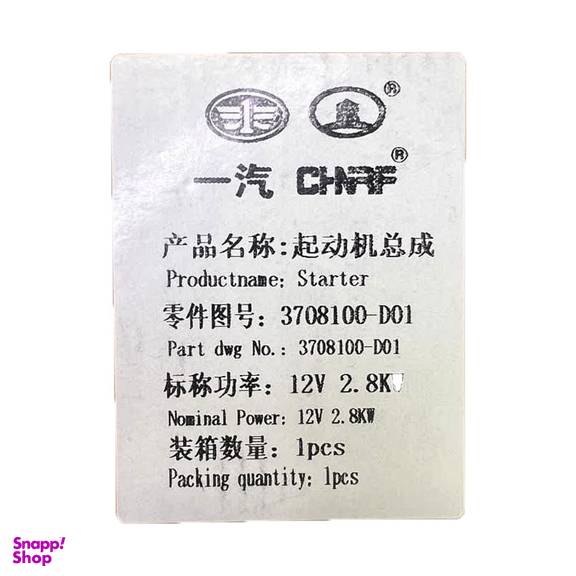 ®
®
一汽 CHNRF
产品名称:起动机总成
Productname: Starter
零件图号: 3708100-D01
Part dwg No.: 3708100-D01
标称功率: 12V 2.8KW
Nominal Power: 12V 2.8KW
装箱数量: 1pcs
Packing quantity: 1pcs
Snapp!
Shop